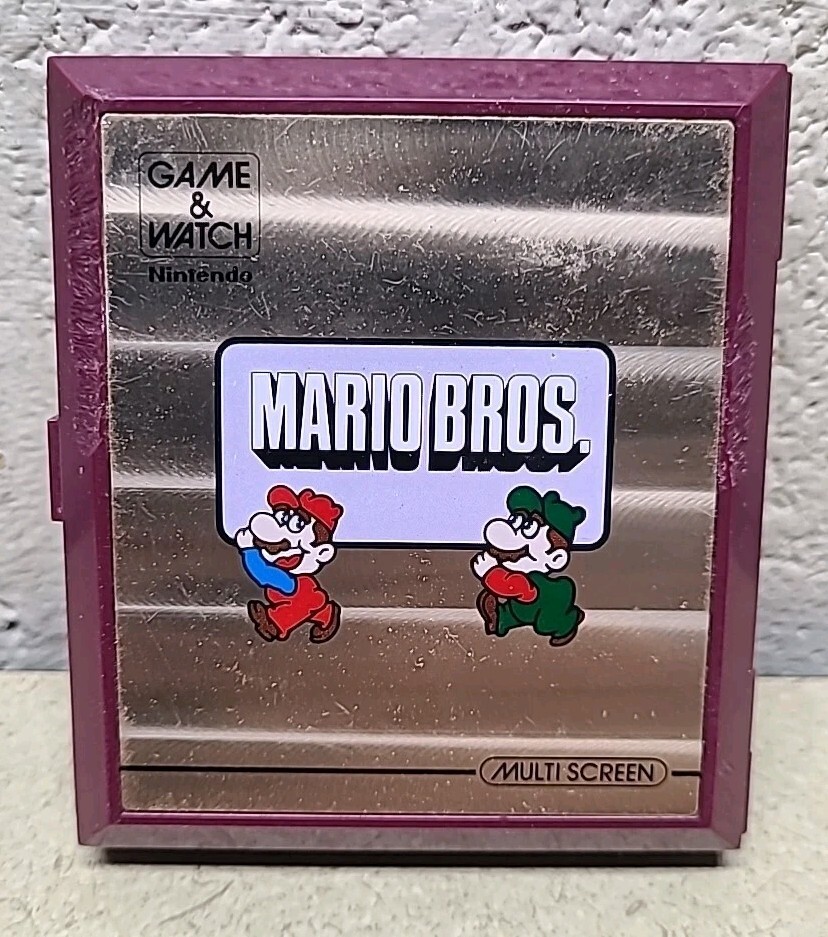 GAME
&
WATCH
Nintendo
MARIO BROS.
MULTI SCREEN